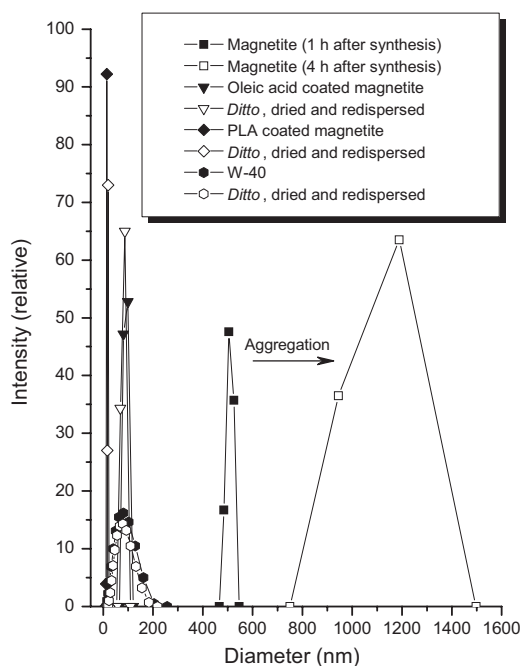 Magnetite (1 h after synthesis)
Magnetite (4 h after synthesis)
Oleic acid coated magnetite
Ditto, dried and redispersed
PLA coated magnetite
Ditto, dried and redispersed
W-40
Ditto, dried and redispersed
100
90
80
70
60
50
40
30
20
10
0
Intensity (relative)
Aggregation
0 200 400 600 800 1000 1200 1400 1600
Diameter (nm)